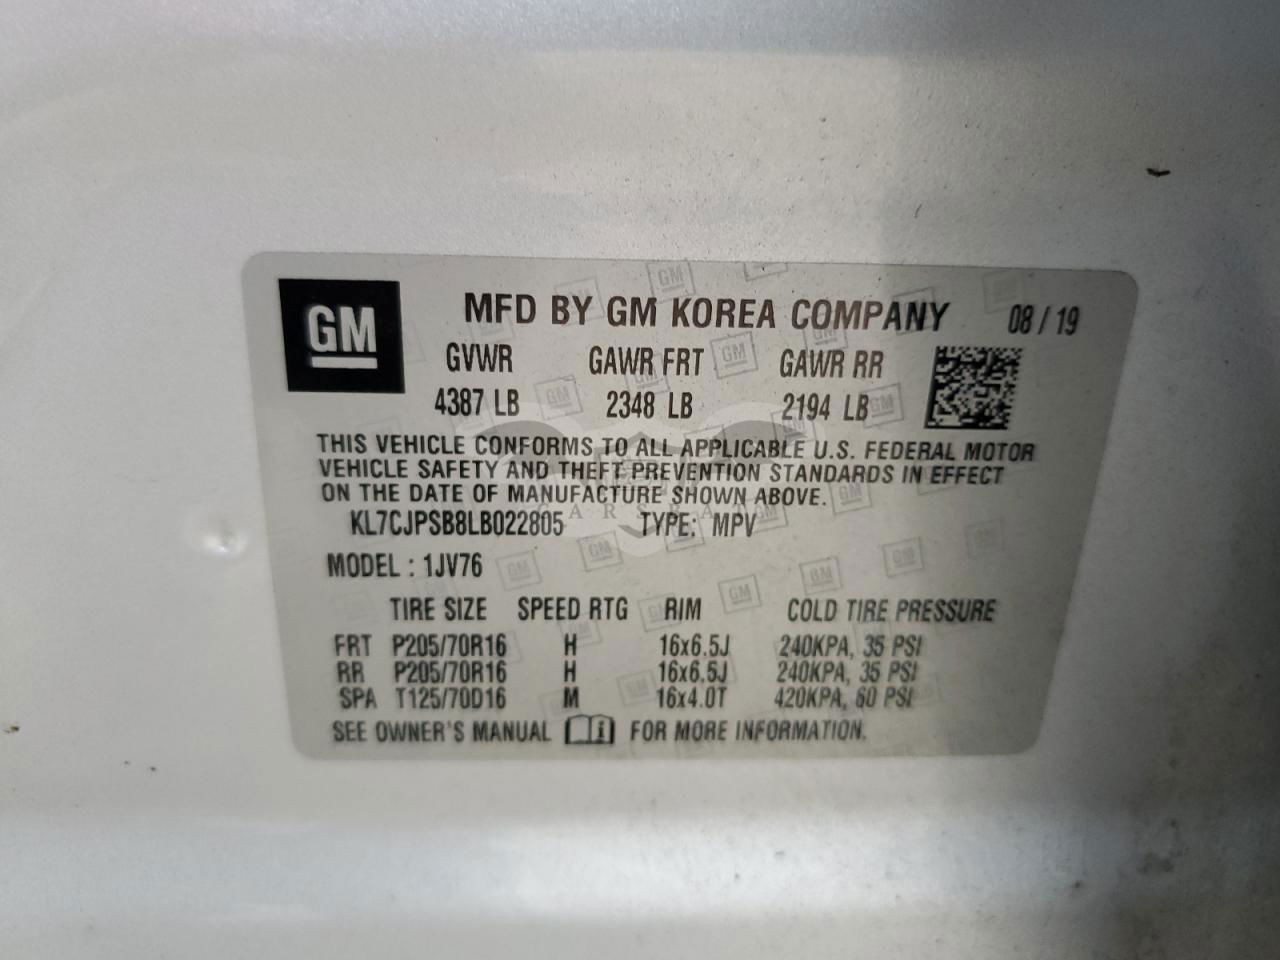 GM
MFD BY GM KOREA COMPANY 08/19
GVWR GAWR FRT GAWR RR
4387 LB 2348 LB 2194 LB
THIS VEHICLE CONFORMS TO ALL APPLICABLE U.S. FEDERAL MOTOR
VEHICLE SAFETY AND THEFT PREVENTION STANDARDS IN EFFECT
ON THE DATE OF MANUFACTURE SHOWN ABOVE.
CARSKAT
KL7CJPSB8LB022805 TYPE: MPV
MODEL : 1JV76
TIRE SIZE SPEED RTG RIM COLD TIRE PRESSURE
FRT P205/70R16 H 16x6.5J 240KPA, 35 PSI
RR P205/70R16 H 16x6.5J 240KPA, 35 PSI
SPA T125/70D16 M 16x4.0T 420KPA, 60 PSI
SEE OWNER'S MANUAL FOR MORE INFORMATION.